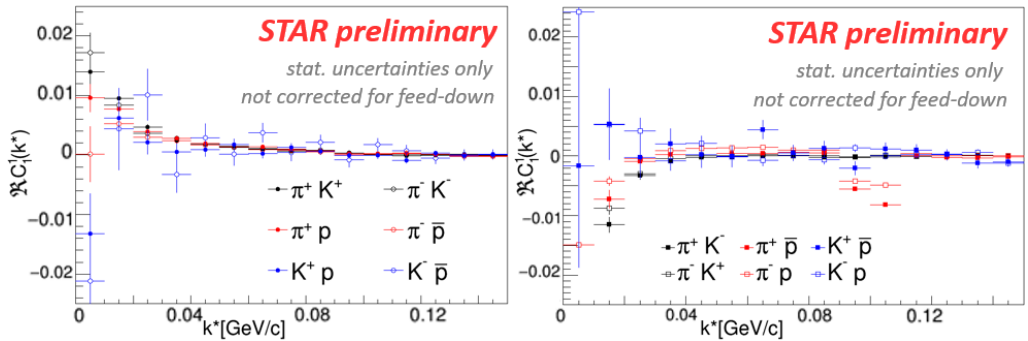 STAR preliminary
stat. uncertainties only
not corrected for feed-down
0.02
0.01
0
−0.01
−0.02
ℜC¹₁(k*)
π⁺ K⁺
π⁻ K⁻
π⁺ p
π⁻ p̅
K⁺ p
K⁻ p̅
0
0.04
0.08
0.12
k*[GeV/c]
STAR preliminary
stat. uncertainties only
not corrected for feed-down
0.02
0.01
0
−0.01
−0.02
ℜC¹₁(k*)
π⁺ K⁻
π⁺ p̅
K⁺ p̅
π⁻ K⁺
π⁻ p
K⁻ p
0
0.04
0.08
0.12
k*[GeV/c]